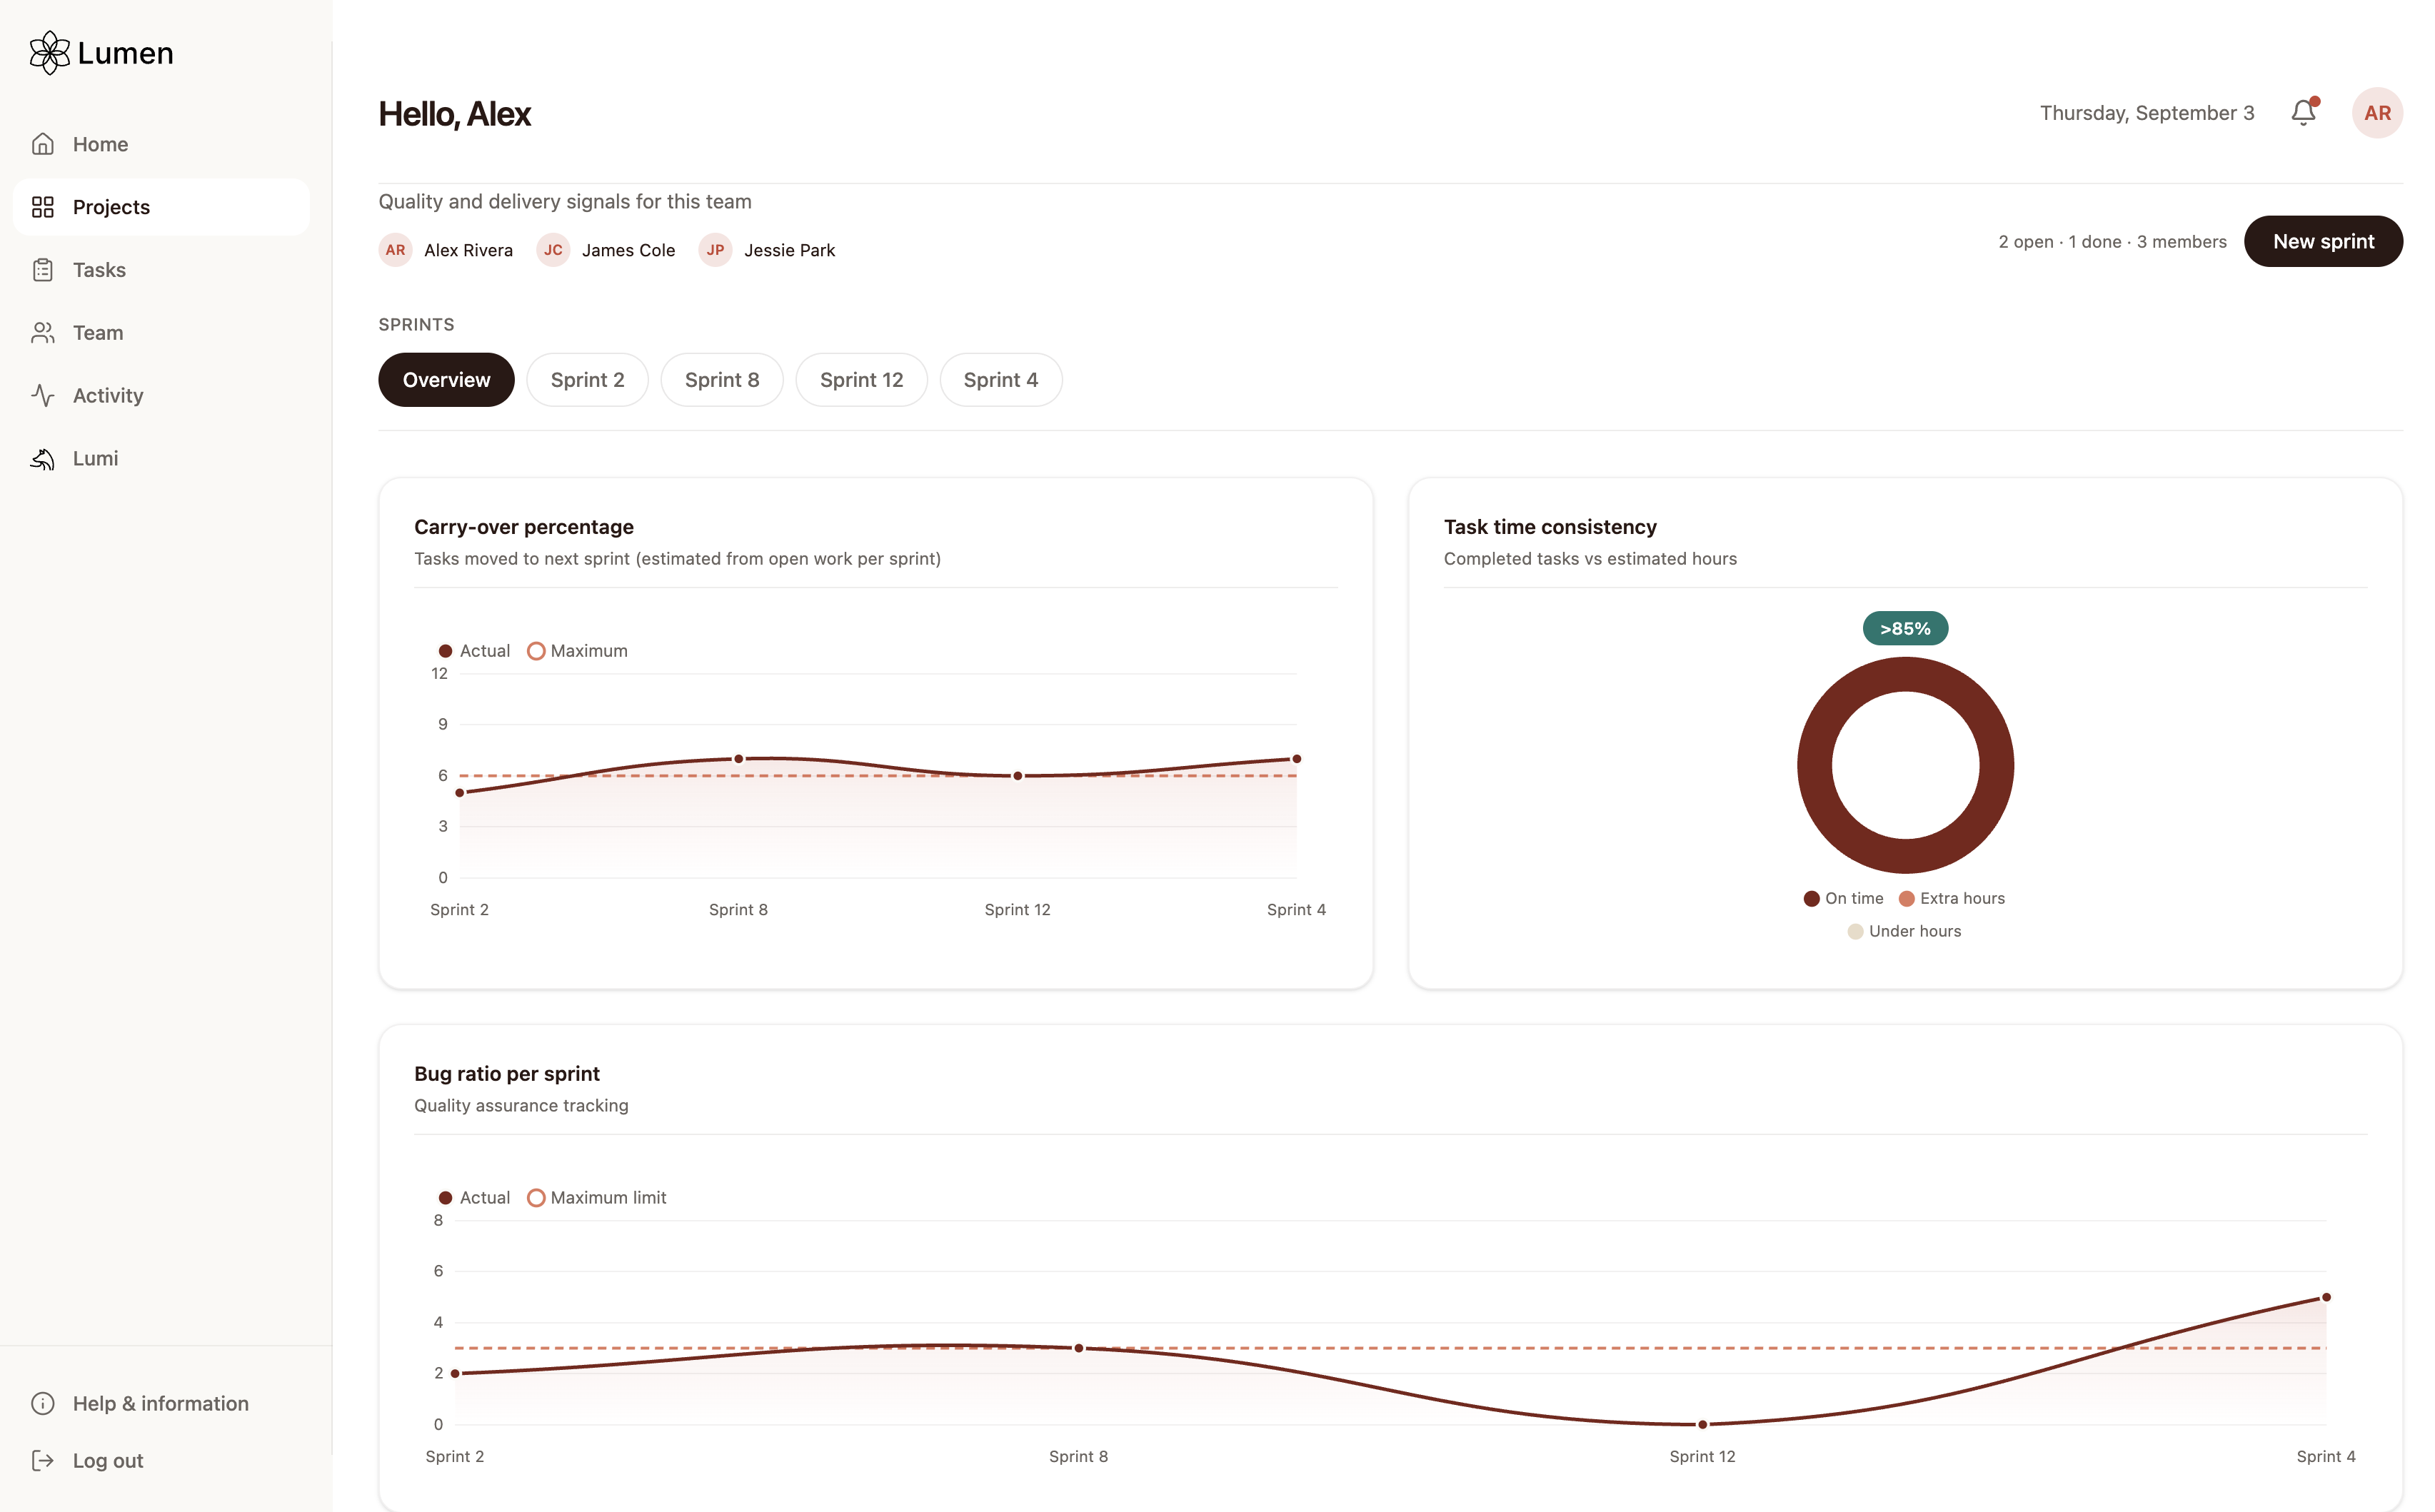 Lumen
Home
Projects
Tasks
Team
Activity
Lumi
Help & information
Log out
Hello, Alex
Thursday, September 3
AR
Quality and delivery signals for this team
AR Alex Rivera JC James Cole JP Jessie Park
2 open · 1 done · 3 members
New sprint
SPRINTS
Overview Sprint 2 Sprint 8 Sprint 12 Sprint 4
Carry-over percentage
Tasks moved to next sprint (estimated from open work per sprint)
Actual Maximum
12
9
6
3
0
Sprint 2 Sprint 8 Sprint 12 Sprint 4
Task time consistency
Completed tasks vs estimated hours
>85%
On time Extra hours
Under hours
Bug ratio per sprint
Quality assurance tracking
Actual Maximum limit
8
6
4
2
0
Sprint 2 Sprint 8 Sprint 12 Sprint 4